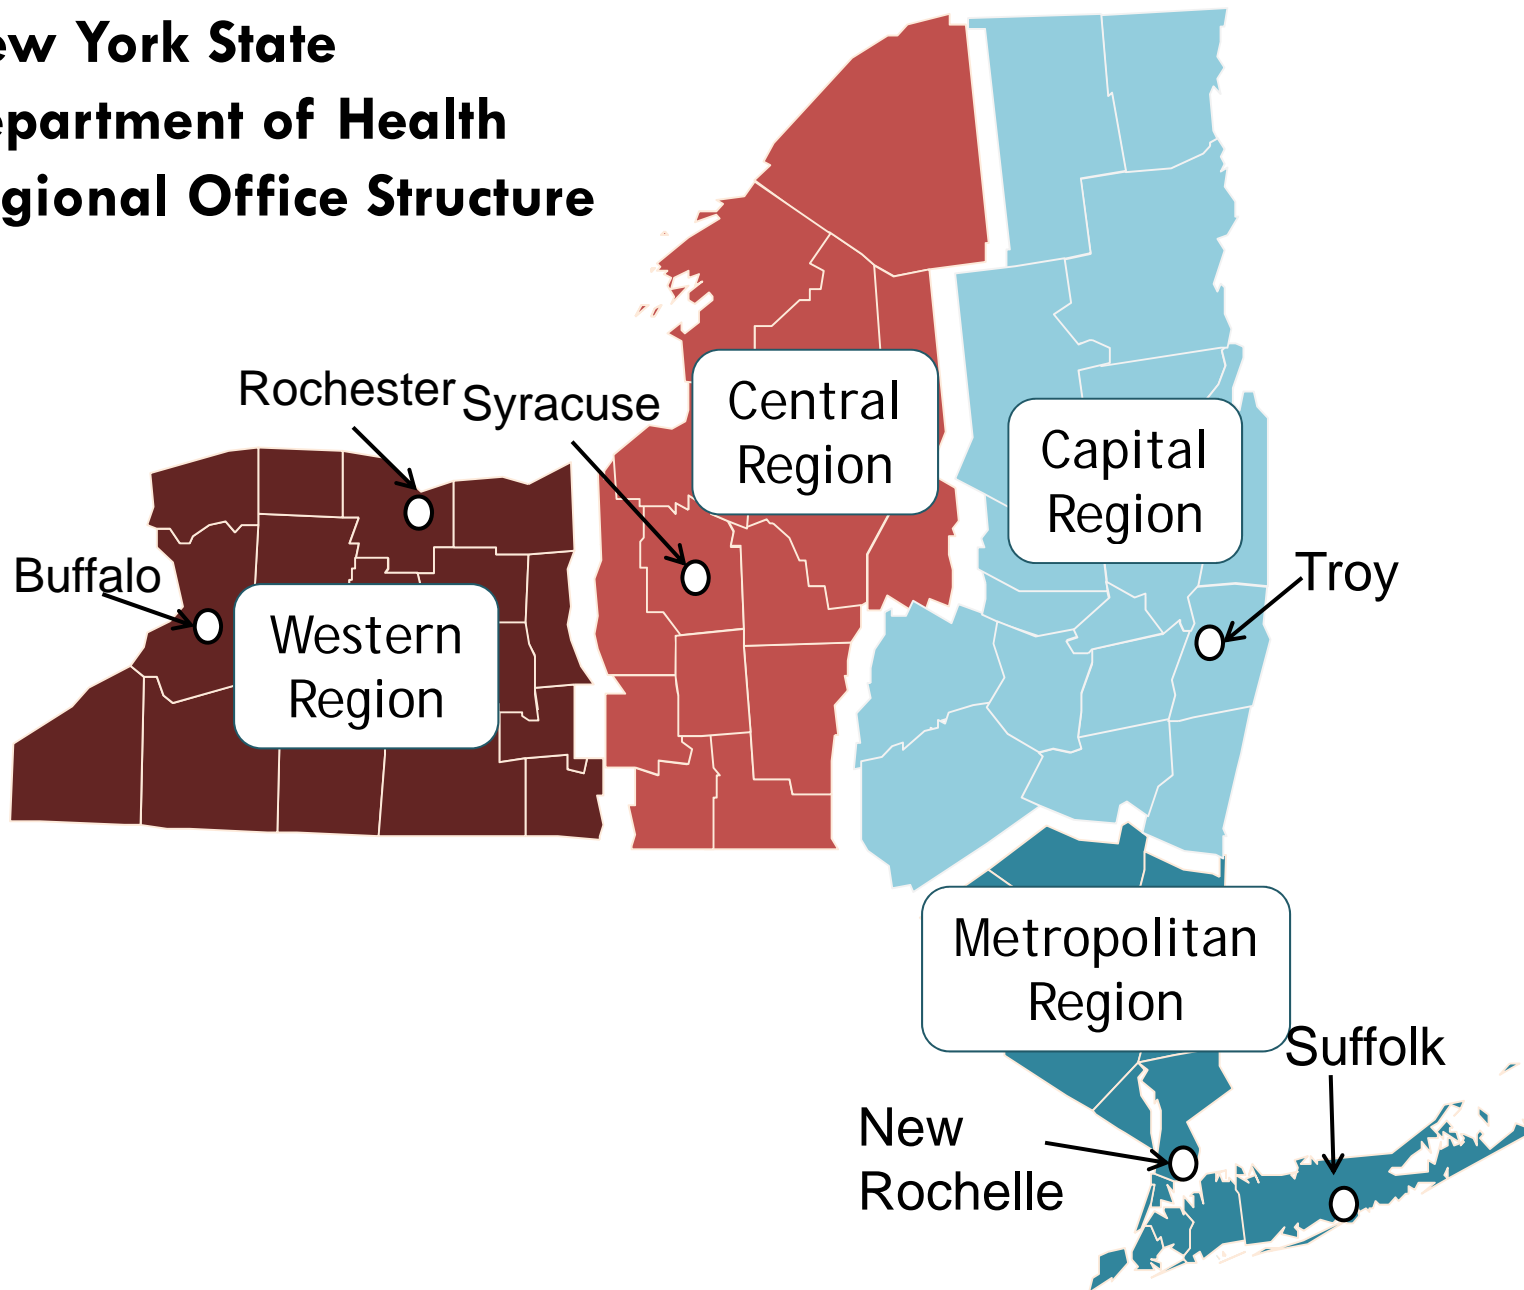 ew York State
epartment of Health
gional Office Structure
Rochester
Syracuse
Central
Region
Capital
Region
Buffalo
Western
Region
Troy
Metropolitan
Region
Suffolk
New
Rochelle